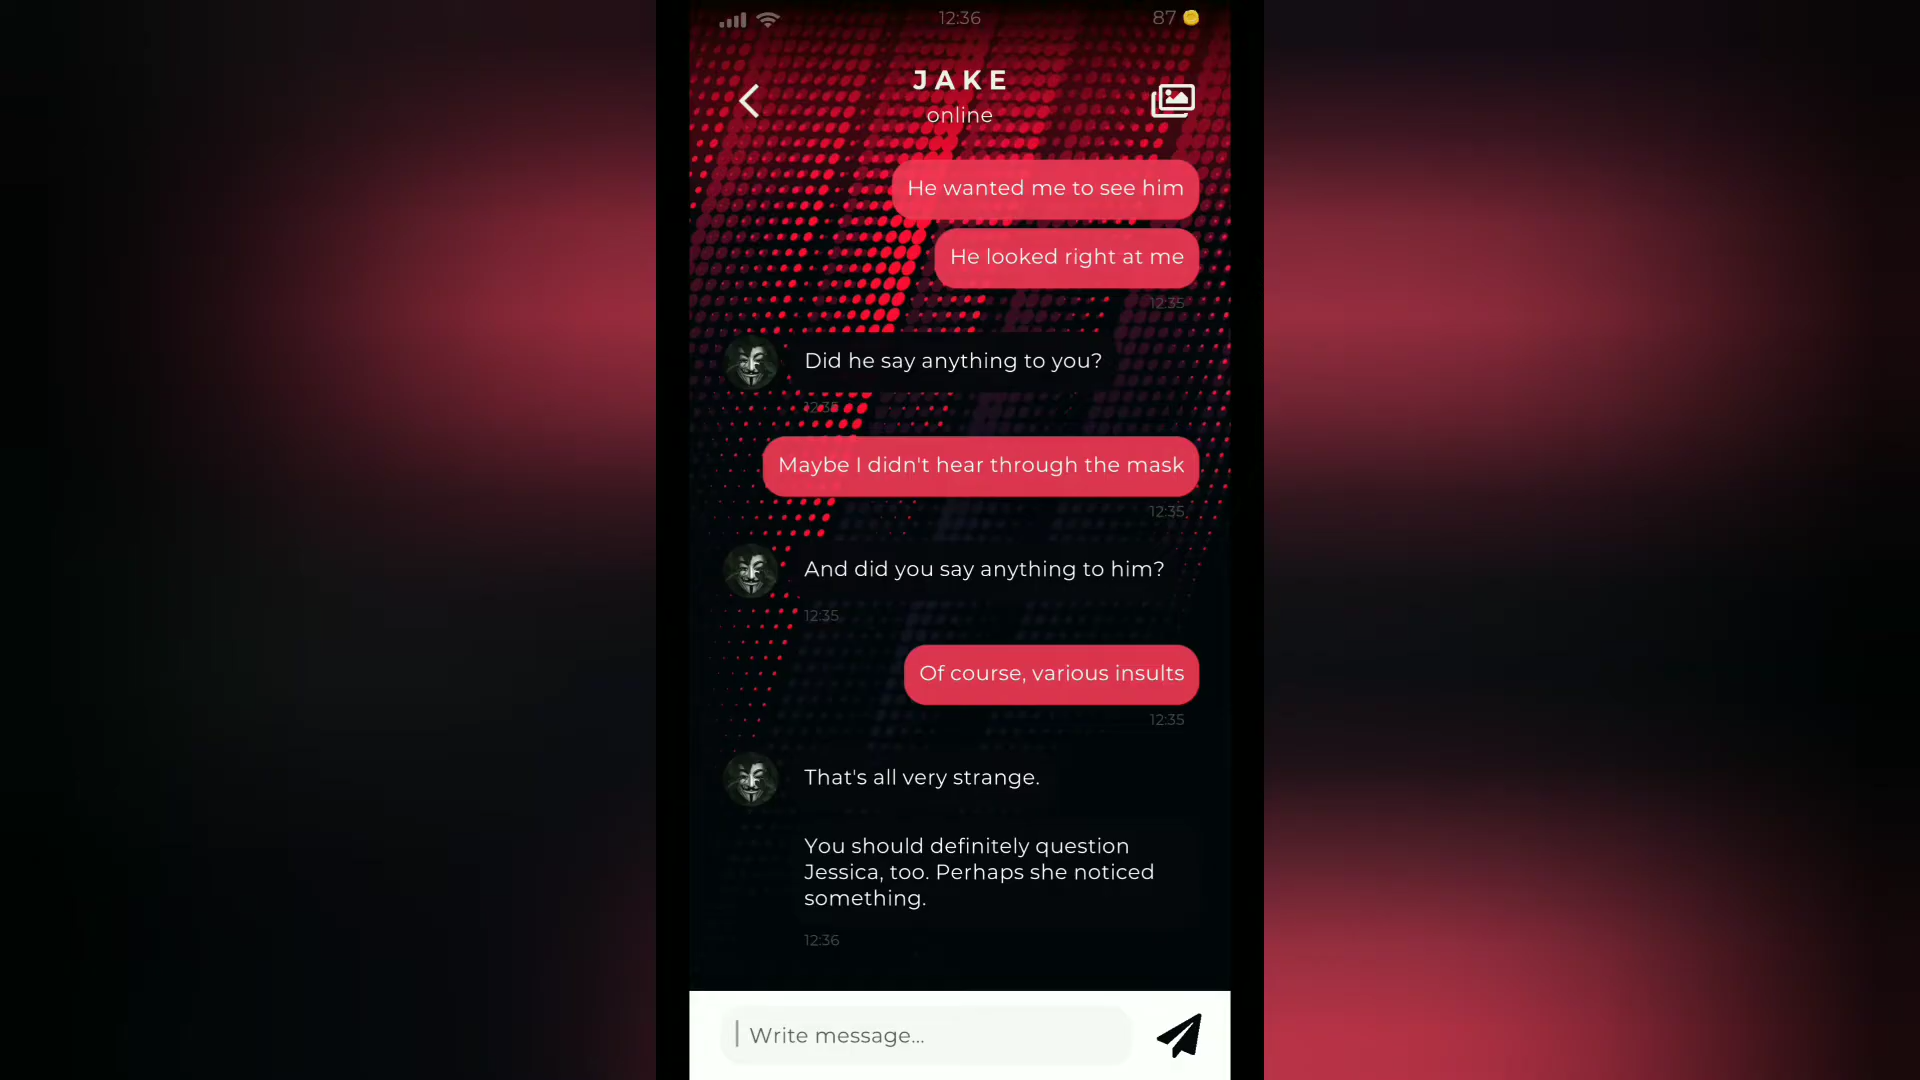 12:36
87
JAKE
online
He wanted me to see him
He looked right at me
12:35
Did he say anything to you?
12:35
Maybe I didn't hear through the mask
12:35
And did you say anything to him?
12:35
Of course, various insults
12:35
That's all very strange.
You should definitely question
Jessica, too. Perhaps she noticed
something.
12:36
Write message...